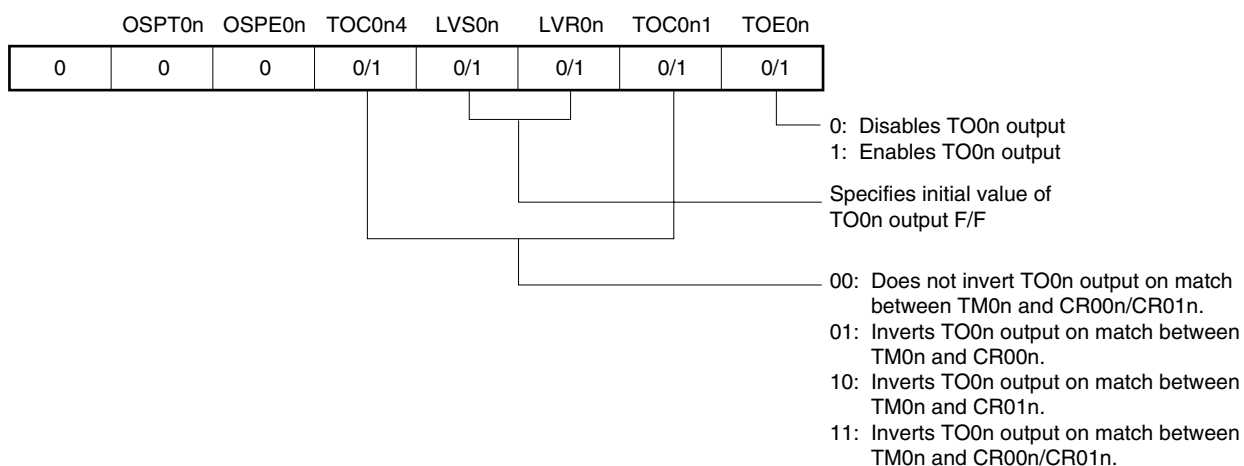 OSPT0n OSPE0n TOC0n4 LVS0n LVR0n TOC0n1 TOE0n
0 0 0 0/1 0/1 0/1 0/1 0/1
0: Disables TO0n output
1: Enables TO0n output
Specifies initial value of
TO0n output F/F
00: Does not invert TO0n output on match
between TM0n and CR00n/CR01n.
01: Inverts TO0n output on match between
TM0n and CR00n.
10: Inverts TO0n output on match between
TM0n and CR01n.
11: Inverts TO0n output on match between
TM0n and CR00n/CR01n.